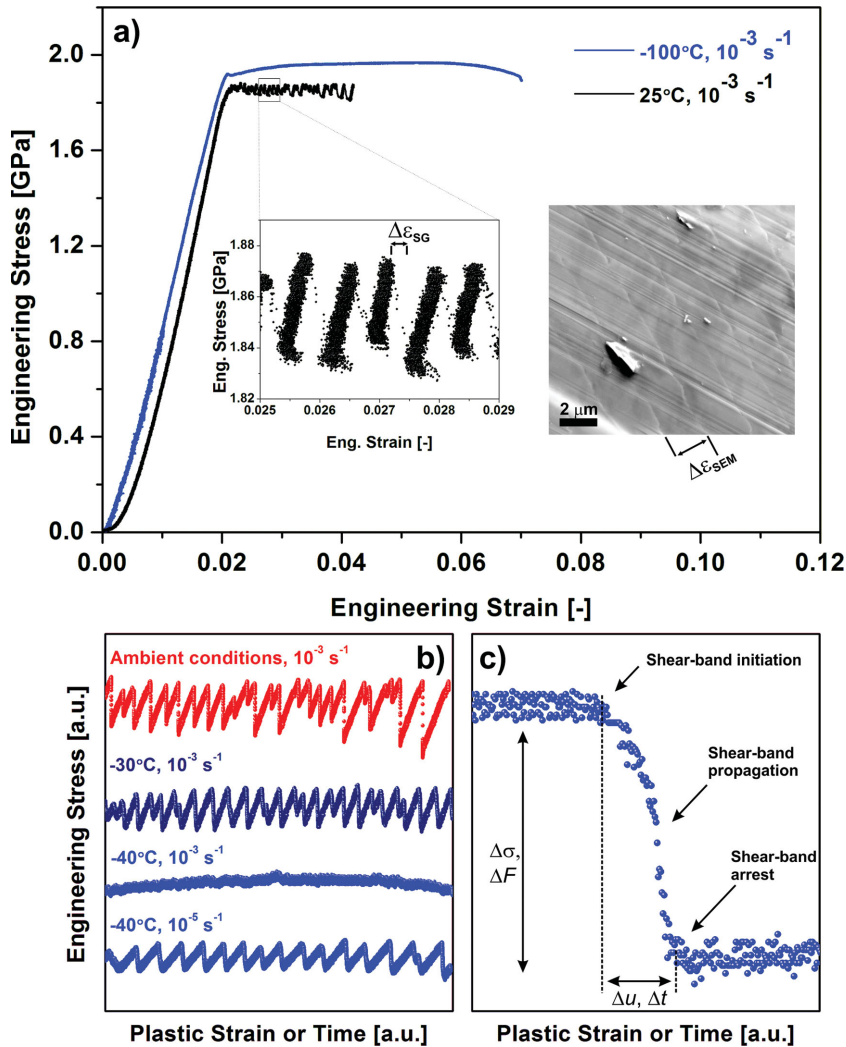 a)
-100°C, 10⁻³ s⁻¹
25°C, 10⁻³ s⁻¹
2.0
1.6
1.2
0.8
0.4
0.0
Engineering Stress [GPa]
Δε_SG
1.88
1.86
1.84
1.82
Eng. Stress [GPa]
0.025 0.026 0.027 0.028 0.029
Eng. Strain [-]
2 μm
Δε_SEM
0.00 0.02 0.04 0.06 0.08 0.10 0.12
Engineering Strain [-]
b)
Ambient conditions, 10⁻³ s⁻¹
-30°C, 10⁻³ s⁻¹
-40°C, 10⁻³ s⁻¹
-40°C, 10⁻⁵ s⁻¹
Engineering Stress [a.u.]
Plastic Strain or Time [a.u.]
c)
Shear-band initiation
Shear-band
propagation
Shear-band
arrest
Δσ,
ΔF
Δu, Δt
Plastic Strain or Time [a.u.]